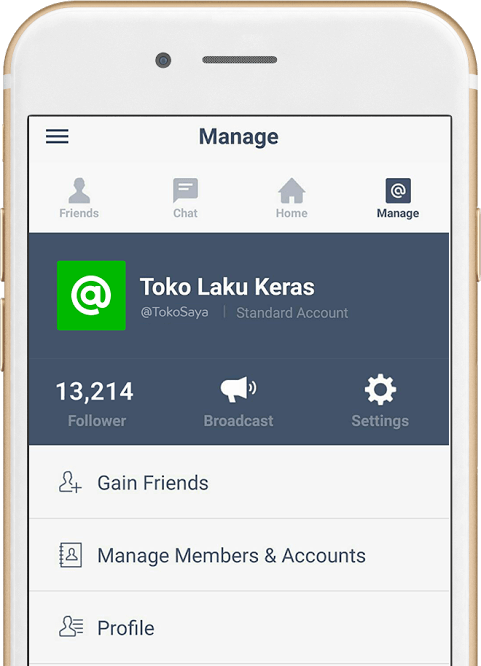 Manage
Friends
Chat
Home
Manage
@
Toko Laku Keras
@TokoSaya | Standard Account
13,214
Follower
Broadcast
Settings
Gain Friends
Manage Members & Accounts
Profile